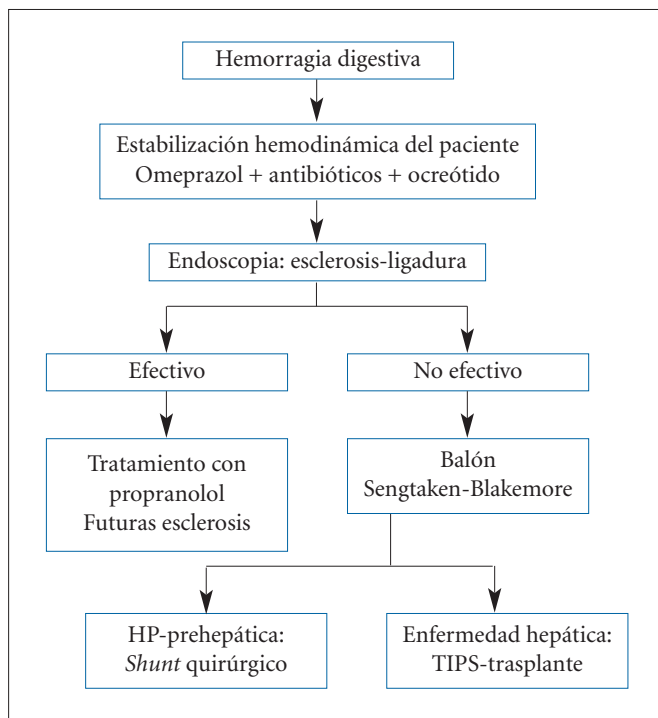 Hemorragia digestiva
Estabilización hemodinámica del paciente
Omeprazol + antibióticos + ocreótido
Endoscopia: esclerosis-ligadura
Efectivo
No efectivo
Tratamiento con
propranolol
Futuras esclerosis
Balón
Sengtaken-Blakemore
HP-prehepática:
Shunt quirúrgico
Enfermedad hepática:
TIPS-trasplante